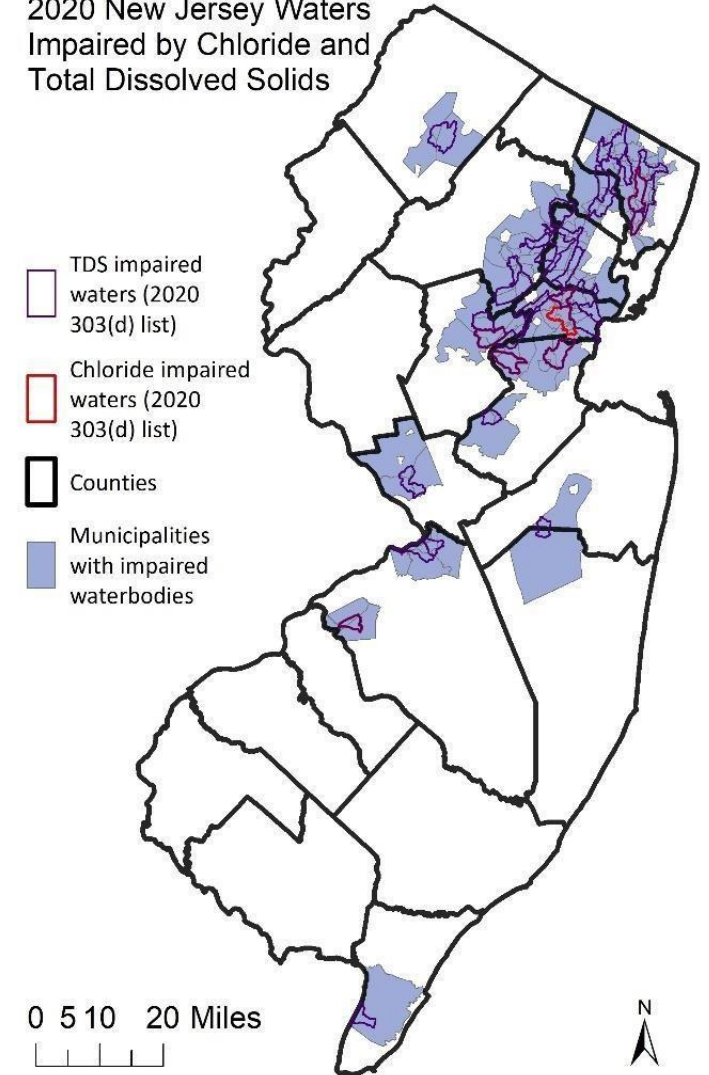 2020 New Jersey Waters
Impaired by Chloride and
Total Dissolved Solids
TDS impaired
waters (2020
303(d) list)
Chloride impaired
waters (2020
303(d) list)
Counties
Municipalities
with impaired
waterbodies
0 5 10 20 Miles
N